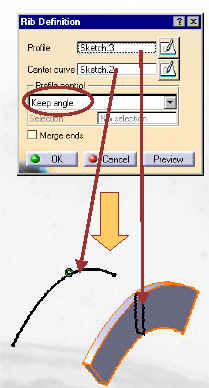 Rib Definition
Profile Sketch.3
Center curve Sketch.2
Profile control
Keep angle
Selection No selection
Merge ends
OK Cancel Preview